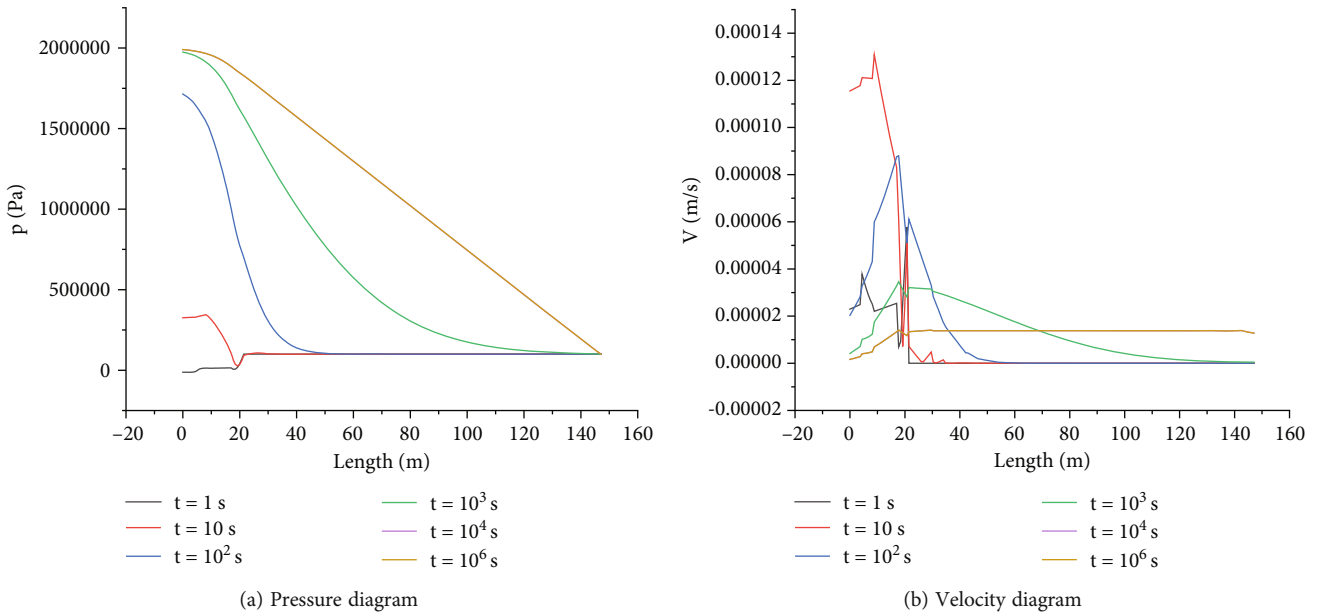 2000000
1500000
1000000
500000
0
p (Pa)
−20 0 20 40 60 80 100 120 140 160
Length (m)
t = 1 s
t = 10 s
t = 10² s
t = 10³ s
t = 10⁴ s
t = 10⁶ s
(a) Pressure diagram
0.00014
0.00012
0.00010
0.00008
0.00006
0.00004
0.00002
0.00000
-0.00002
V (m/s)
−20 0 20 40 60 80 100 120 140 160
Length (m)
t = 1 s
t = 10 s
t = 10² s
t = 10³ s
t = 10⁴ s
t = 10⁶ s
(b) Velocity diagram